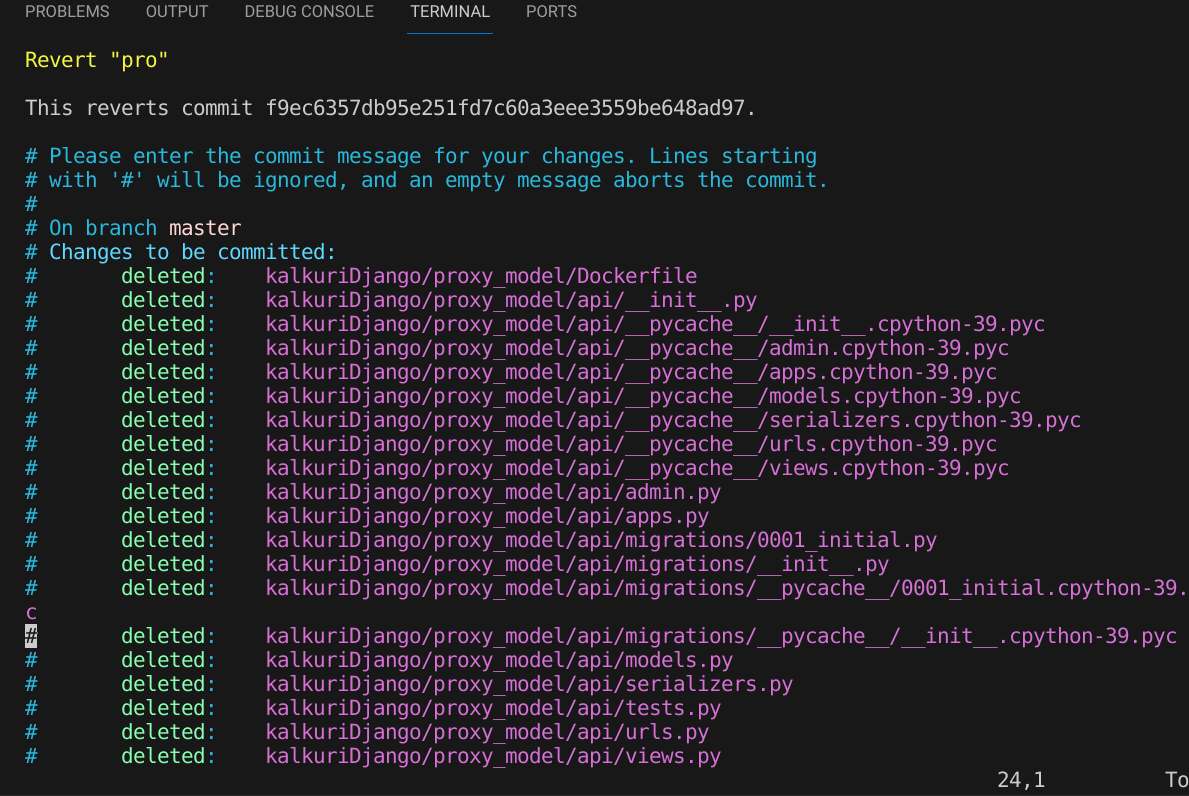 PROBLEMS OUTPUT DEBUG CONSOLE TERMINAL PORTS
Revert "pro"
This reverts commit f9ec6357db95e251fd7c60a3eee3559be648ad97.
# Please enter the commit message for your changes. Lines starting
# with '#' will be ignored, and an empty message aborts the commit.
#
# On branch master
# Changes to be committed:
# deleted: kalkuriDjango/proxy_model/Dockerfile
# deleted: kalkuriDjango/proxy_model/api/__init__.py
# deleted: kalkuriDjango/proxy_model/api/__pycache__/__init__.cpython-39.pyc
# deleted: kalkuriDjango/proxy_model/api/__pycache__/admin.cpython-39.pyc
# deleted: kalkuriDjango/proxy_model/api/__pycache__/apps.cpython-39.pyc
# deleted: kalkuriDjango/proxy_model/api/__pycache__/models.cpython-39.pyc
# deleted: kalkuriDjango/proxy_model/api/__pycache__/serializers.cpython-39.pyc
# deleted: kalkuriDjango/proxy_model/api/__pycache__/urls.cpython-39.pyc
# deleted: kalkuriDjango/proxy_model/api/__pycache__/views.cpython-39.pyc
# deleted: kalkuriDjango/proxy_model/api/admin.py
# deleted: kalkuriDjango/proxy_model/api/apps.py
# deleted: kalkuriDjango/proxy_model/api/migrations/0001_initial.py
# deleted: kalkuriDjango/proxy_model/api/migrations/__init__.py
# deleted: kalkuriDjango/proxy_model/api/migrations/__pycache__/0001_initial.cpython-39.
c
# deleted: kalkuriDjango/proxy_model/api/migrations/__pycache__/__init__.cpython-39.pyc
# deleted: kalkuriDjango/proxy_model/api/models.py
# deleted: kalkuriDjango/proxy_model/api/serializers.py
# deleted: kalkuriDjango/proxy_model/api/tests.py
# deleted: kalkuriDjango/proxy_model/api/urls.py
# deleted: kalkuriDjango/proxy_model/api/views.py
24,1 To